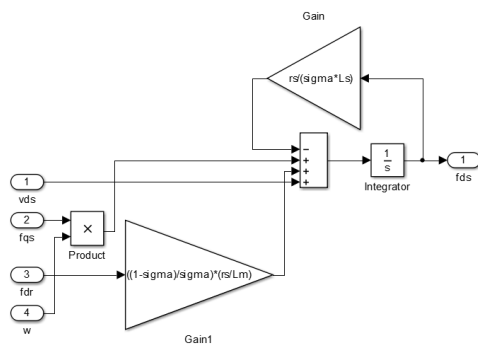 Gain
rs/(sigma*Ls)
−
+
+
+
1
s
Integrator
1
fds
1
vds
2
fqs
×
Product
3
fdr
((1-sigma)/sigma)*(rs/Lm)
4
w
Gain1